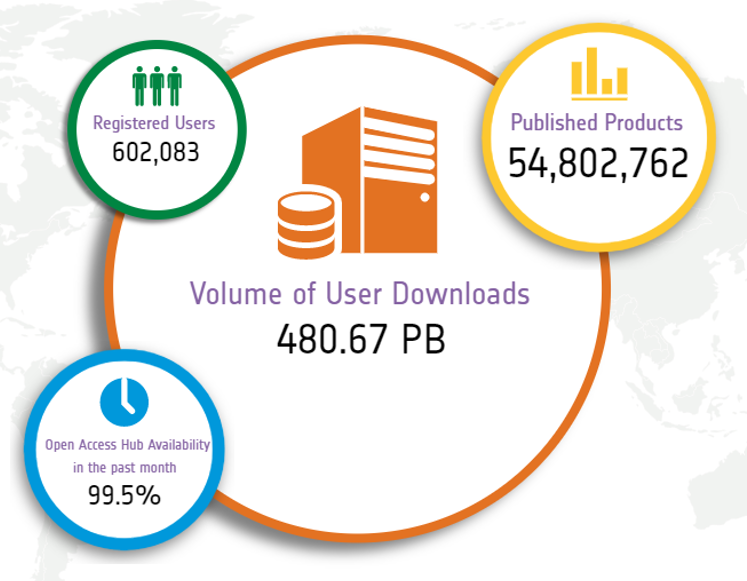 Registered Users
602,083
Published Products
54,802,762
Volume of User Downloads
480.67 PB
Open Access Hub Availability
in the past month
99.5%